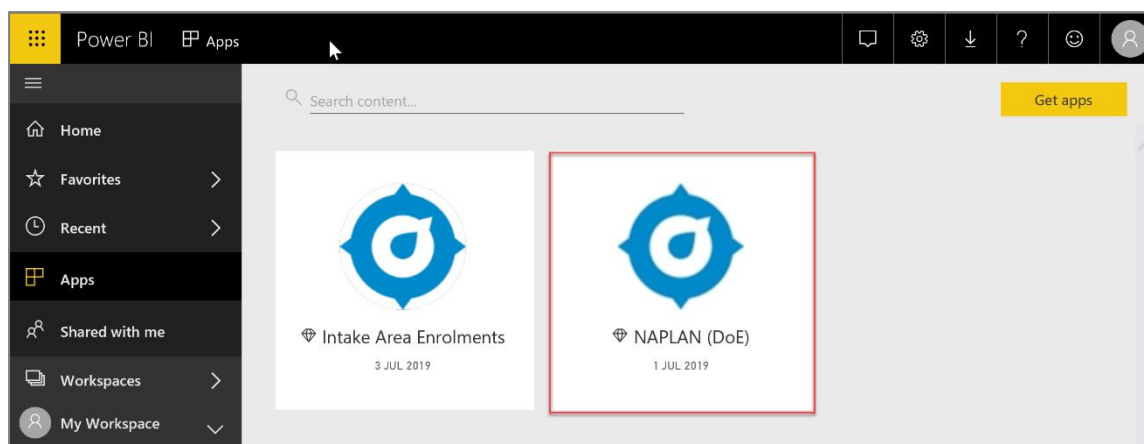 Power BI Apps
Search content...
Get apps
Home
Favorites
Recent
Apps
Shared with me
Workspaces
My Workspace
Intake Area Enrolments
3 JUL 2019
NAPLAN (DoE)
1 JUL 2019